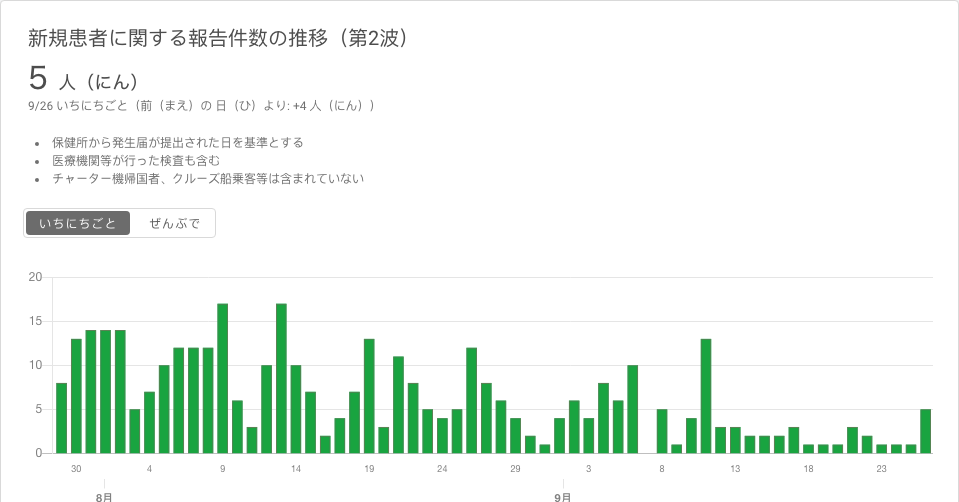 新規患者に関する報告件数の推移（第2波）
5 人（にん）
9/26 いちにちごと（前（まえ）の 日（ひ）より: +4 人（にん））
保健所から発生届が提出された日を基準とする
医療機関等が行った検査も含む
チャーター機帰国者、クルーズ船乗客等は含まれていない
いちにちごと ぜんぶで
20
15
10
5
0
30 4 9 14 19 24 29 3 8 13 18 23
8月 9月